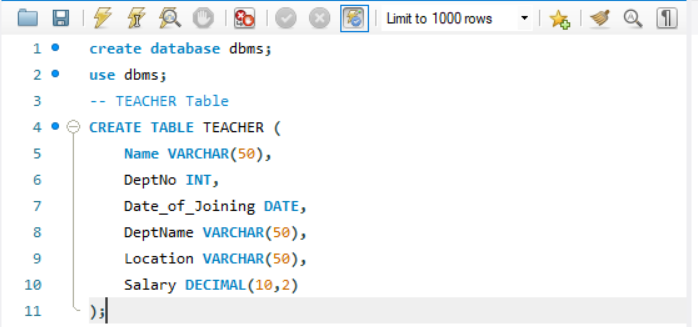 Limit to 1000 rows
1 create database dbms;
2 use dbms;
3 -- TEACHER Table
4 CREATE TABLE TEACHER (
5 Name VARCHAR(50),
6 DeptNo INT,
7 Date_of_Joining DATE,
8 DeptName VARCHAR(50),
9 Location VARCHAR(50),
10 Salary DECIMAL(10,2)
11 );